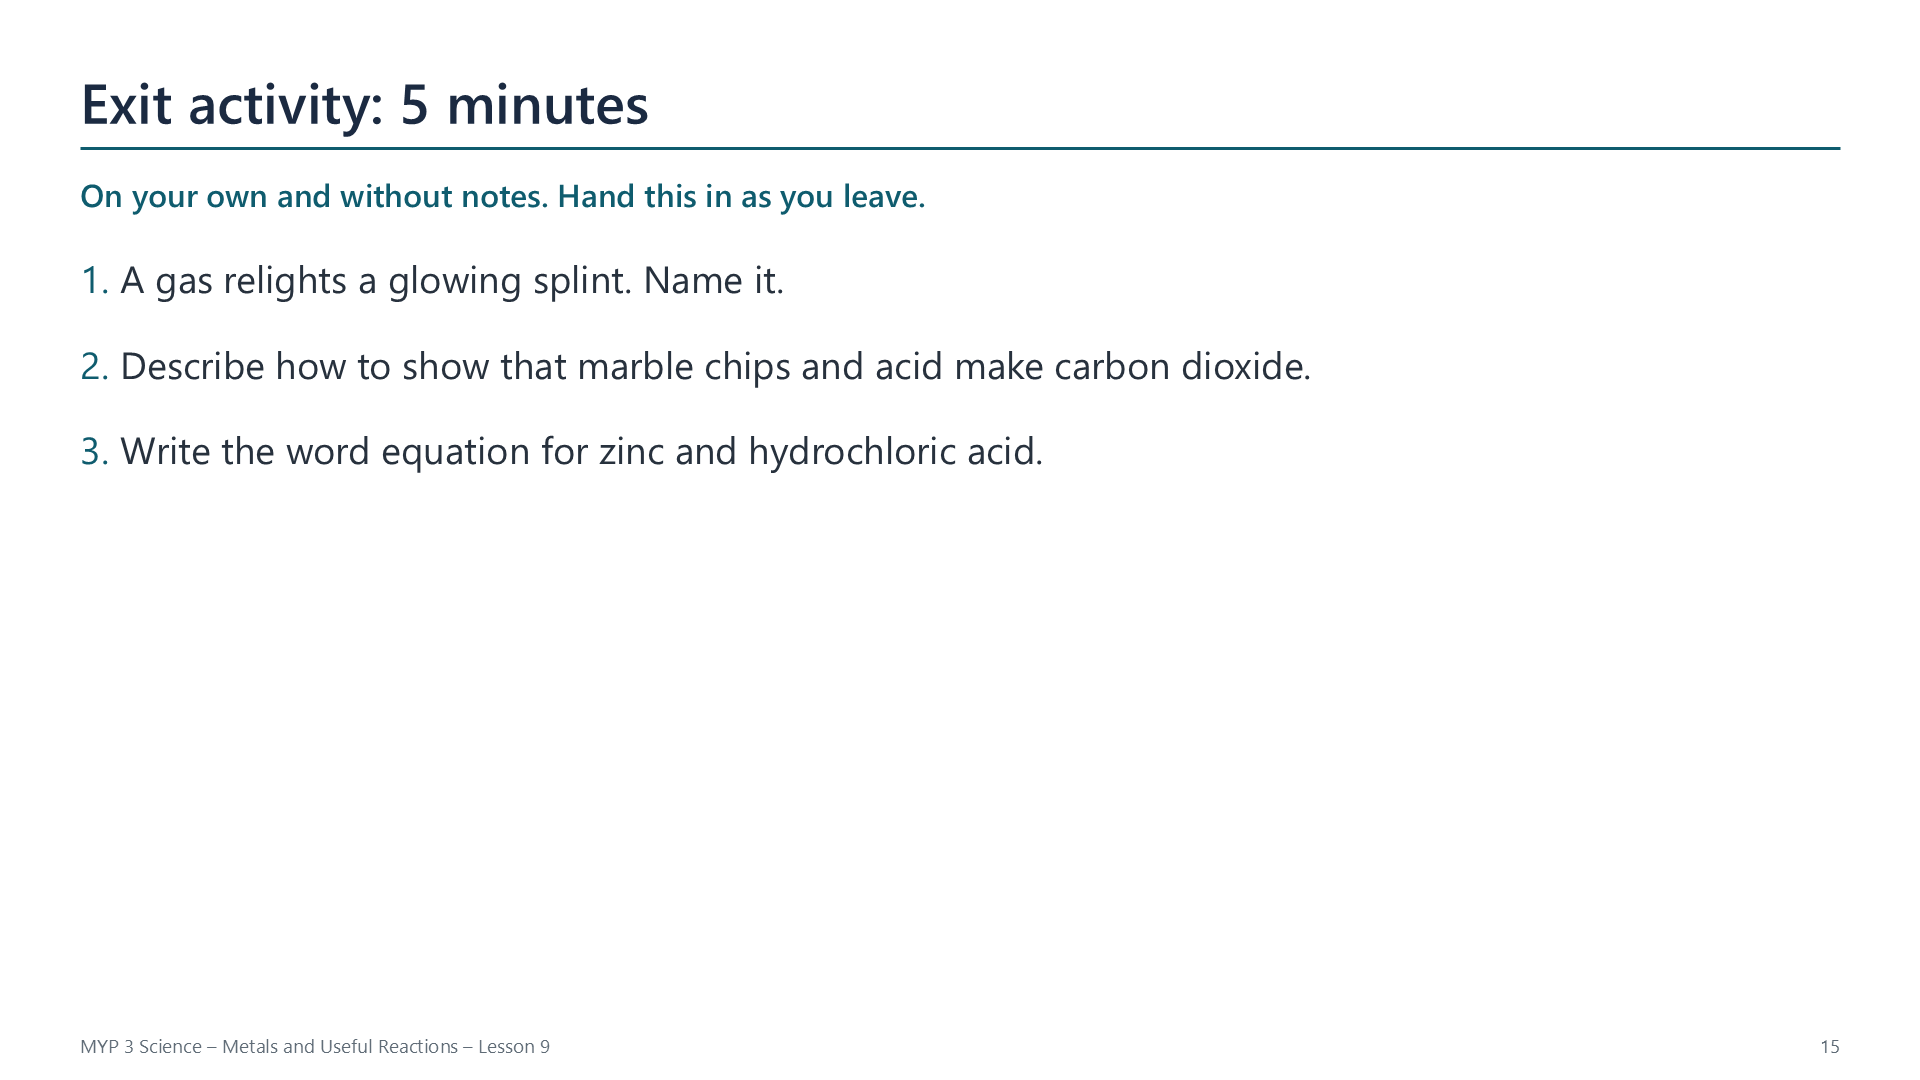 Exit activity: 5 minutes
On your own and without notes. Hand this in as you leave.
1. A gas relights a glowing splint. Name it.
2. Describe how to show that marble chips and acid make carbon dioxide.
3. Write the word equation for zinc and hydrochloric acid.
MYP 3 Science – Metals and Useful Reactions – Lesson 9
15